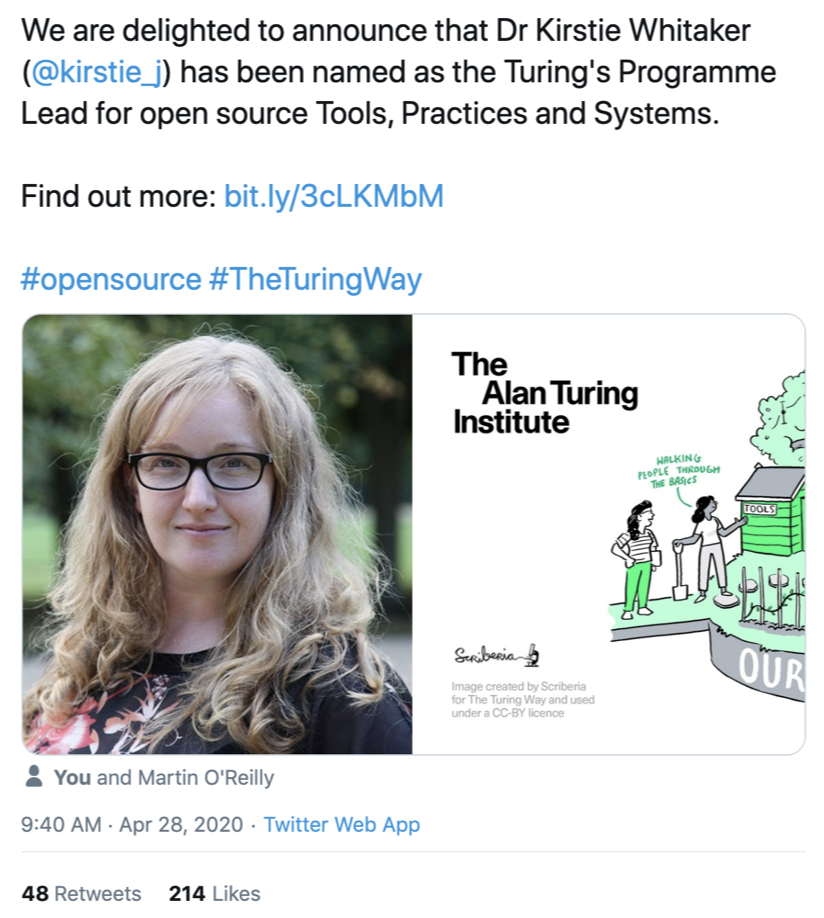 We are delighted to announce that Dr Kirstie Whitaker
(@kirstie_j) has been named as the Turing's Programme
Lead for open source Tools, Practices and Systems.
Find out more: bit.ly/3cLKMbM
#opensource #TheTuringWay
The
Alan Turing
Institute
WALKING
PEOPLE THROUGH
THE BASICS
TOOLS
OUR
Scriberia
Image created by Scriberia
for The Turing Way and used
under a CC-BY licence
You and Martin O'Reilly
9:40 AM · Apr 28, 2020 · Twitter Web App
48 Retweets 214 Likes